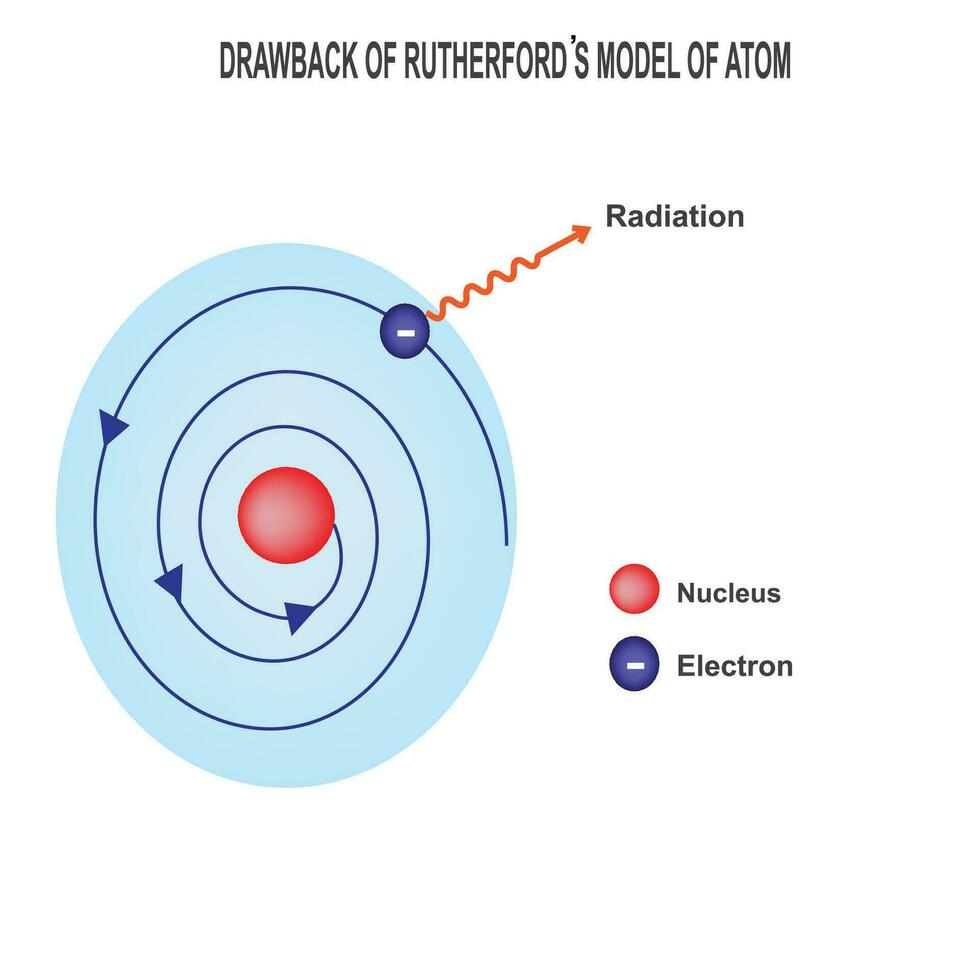 DRAWBACK OF RUTHERFORD'S MODEL OF ATOM
Radiation
-
Nucleus
-
Electron